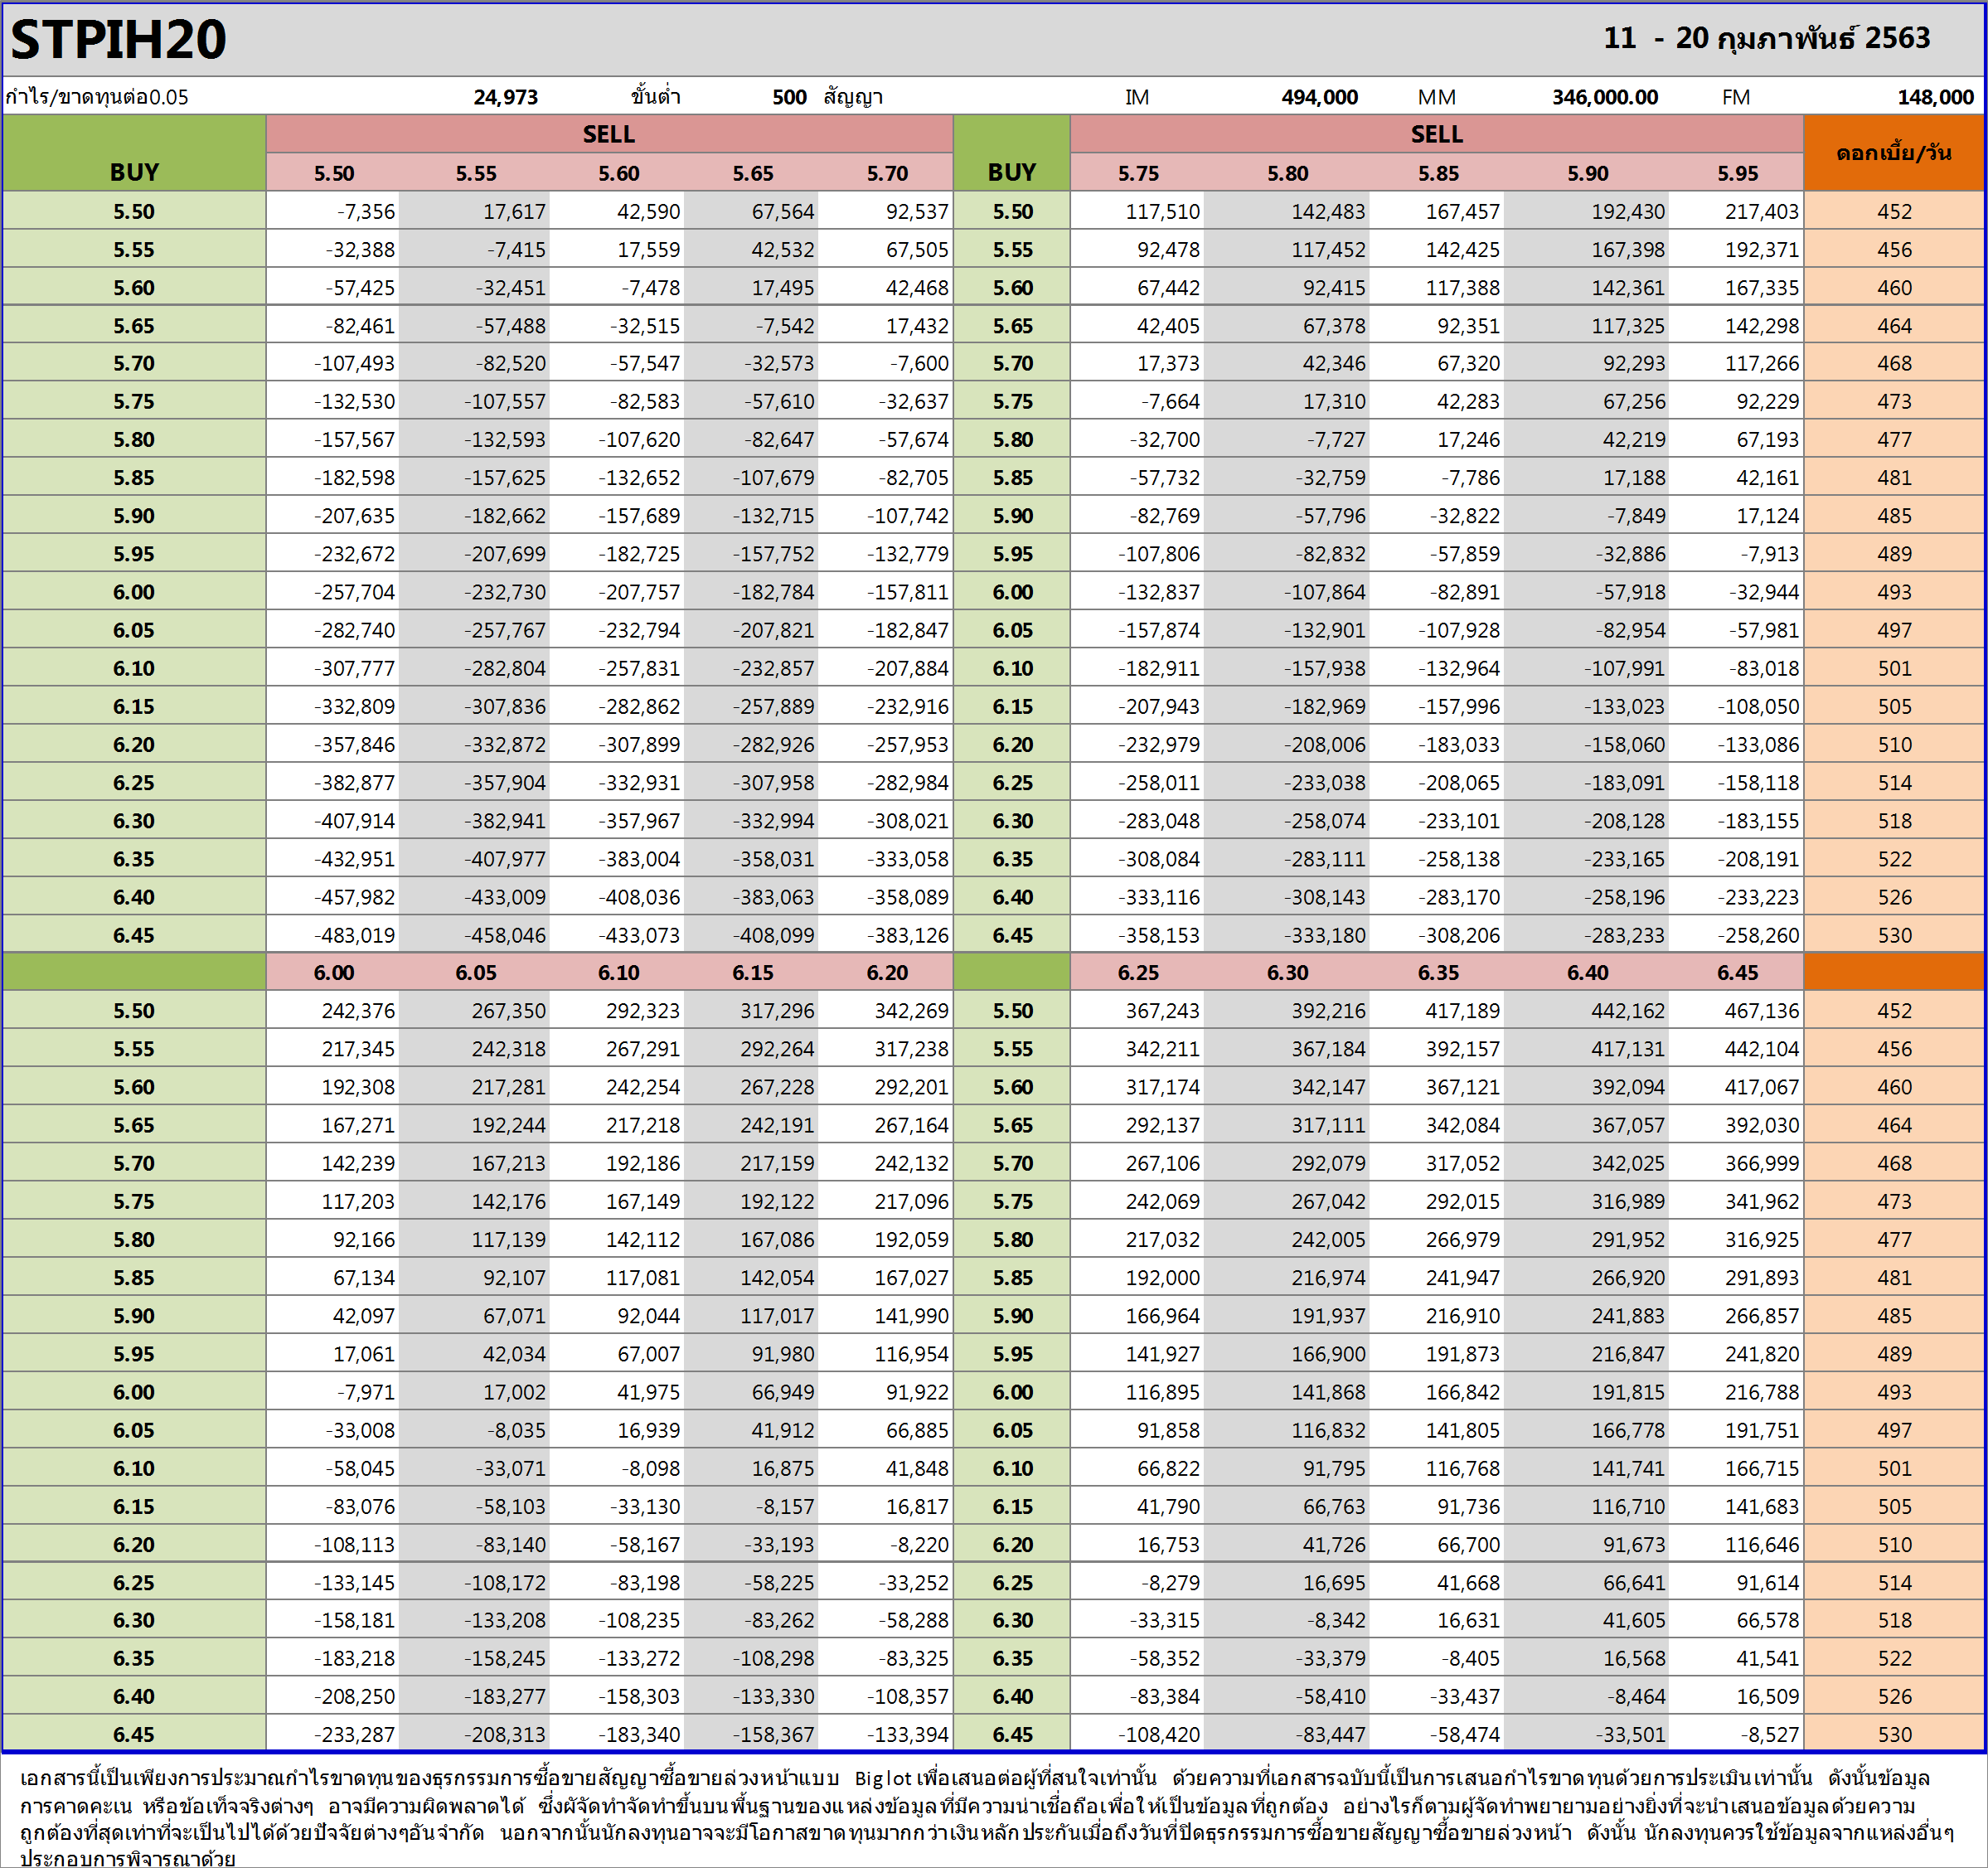 STPIH20 11 - 20 กุมภาพันธ์ 2563
กำไร/ขาดทุนต่อ0.05 24,973 ขั้นต่ำ 500 สัญญา IM 494,000 MM 346,000.00 FM 148,000
SELL SELL ดอกเบี้ย/วัน
BUY 5.50 5.55 5.60 5.65 5.70 BUY 5.75 5.80 5.85 5.90 5.95
5.50 -7,356 17,617 42,590 67,564 92,537 5.50 117,510 142,483 167,457 192,430 217,403 452
5.55 -32,388 -7,415 17,559 42,532 67,505 5.55 92,478 117,452 142,425 167,398 192,371 456
5.60 -57,425 -32,451 -7,478 17,495 42,468 5.60 67,442 92,415 117,388 142,361 167,335 460
5.65 -82,461 -57,488 -32,515 -7,542 17,432 5.65 42,405 67,378 92,351 117,325 142,298 464
5.70 -107,493 -82,520 -57,547 -32,573 -7,600 5.70 17,373 42,346 67,320 92,293 117,266 468
5.75 -132,530 -107,557 -82,583 -57,610 -32,637 5.75 -7,664 17,310 42,283 67,256 92,229 473
5.80 -157,567 -132,593 -107,620 -82,647 -57,674 5.80 -32,700 -7,727 17,246 42,219 67,193 477
5.85 -182,598 -157,625 -132,652 -107,679 -82,705 5.85 -57,732 -32,759 -7,786 17,188 42,161 481
5.90 -207,635 -182,662 -157,689 -132,715 -107,742 5.90 -82,769 -57,796 -32,822 -7,849 17,124 485
5.95 -232,672 -207,699 -182,725 -157,752 -132,779 5.95 -107,806 -82,832 -57,859 -32,886 -7,913 489
6.00 -257,704 -232,730 -207,757 -182,784 -157,811 6.00 -132,837 -107,864 -82,891 -57,918 -32,944 493
6.05 -282,740 -257,767 -232,794 -207,821 -182,847 6.05 -157,874 -132,901 -107,928 -82,954 -57,981 497
6.10 -307,777 -282,804 -257,831 -232,857 -207,884 6.10 -182,911 -157,938 -132,964 -107,991 -83,018 501
6.15 -332,809 -307,836 -282,862 -257,889 -232,916 6.15 -207,943 -182,969 -157,996 -133,023 -108,050 505
6.20 -357,846 -332,872 -307,899 -282,926 -257,953 6.20 -232,979 -208,006 -183,033 -158,060 -133,086 510
6.25 -382,877 -357,904 -332,931 -307,958 -282,984 6.25 -258,011 -233,038 -208,065 -183,091 -158,118 514
6.30 -407,914 -382,941 -357,967 -332,994 -308,021 6.30 -283,048 -258,074 -233,101 -208,128 -183,155 518
6.35 -432,951 -407,977 -383,004 -358,031 -333,058 6.35 -308,084 -283,111 -258,138 -233,165 -208,191 522
6.40 -457,982 -433,009 -408,036 -383,063 -358,089 6.40 -333,116 -308,143 -283,170 -258,196 -233,223 526
6.45 -483,019 -458,046 -433,073 -408,099 -383,126 6.45 -358,153 -333,180 -308,206 -283,233 -258,260 530
6.00 6.05 6.10 6.15 6.20 6.25 6.30 6.35 6.40 6.45
5.50 242,376 267,350 292,323 317,296 342,269 5.50 367,243 392,216 417,189 442,162 467,136 452
5.55 217,345 242,318 267,291 292,264 317,238 5.55 342,211 367,184 392,157 417,131 442,104 456
5.60 192,308 217,281 242,254 267,228 292,201 5.60 317,174 342,147 367,121 392,094 417,067 460
5.65 167,271 192,244 217,218 242,191 267,164 5.65 292,137 317,111 342,084 367,057 392,030 464
5.70 142,239 167,213 192,186 217,159 242,132 5.70 267,106 292,079 317,052 342,025 366,999 468
5.75 117,203 142,176 167,149 192,122 217,096 5.75 242,069 267,042 292,015 316,989 341,962 473
5.80 92,166 117,139 142,112 167,086 192,059 5.80 217,032 242,005 266,979 291,952 316,925 477
5.85 67,134 92,107 117,081 142,054 167,027 5.85 192,000 216,974 241,947 266,920 291,893 481
5.90 42,097 67,071 92,044 117,017 141,990 5.90 166,964 191,937 216,910 241,883 266,857 485
5.95 17,061 42,034 67,007 91,980 116,954 5.95 141,927 166,900 191,873 216,847 241,820 489
6.00 -7,971 17,002 41,975 66,949 91,922 6.00 116,895 141,868 166,842 191,815 216,788 493
6.05 -33,008 -8,035 16,939 41,912 66,885 6.05 91,858 116,832 141,805 166,778 191,751 497
6.10 -58,045 -33,071 -8,098 16,875 41,848 6.10 66,822 91,795 116,768 141,741 166,715 501
6.15 -83,076 -58,103 -33,130 -8,157 16,817 6.15 41,790 66,763 91,736 116,710 141,683 505
6.20 -108,113 -83,140 -58,167 -33,193 -8,220 6.20 16,753 41,726 66,700 91,673 116,646 510
6.25 -133,145 -108,172 -83,198 -58,225 -33,252 6.25 -8,279 16,695 41,668 66,641 91,614 514
6.30 -158,181 -133,208 -108,235 -83,262 -58,288 6.30 -33,315 -8,342 16,631 41,605 66,578 518
6.35 -183,218 -158,245 -133,272 -108,298 -83,325 6.35 -58,352 -33,379 -8,405 16,568 41,541 522
6.40 -208,250 -183,277 -158,303 -133,330 -108,357 6.40 -83,384 -58,410 -33,437 -8,464 16,509 526
6.45 -233,287 -208,313 -183,340 -158,367 -133,394 6.45 -108,420 -83,447 -58,474 -33,501 -8,527 530
เอกสารนี้เป็นเพียงการประมาณกำไรขาดทุนของธุรกรรมการซื้อขายสัญญาซื้อขายล่วงหน้าแบบ Big lot เพื่อเสนอต่อผู้ที่สนใจเท่านั้น ด้วยความที่เอกสารฉบับนี้เป็นการเสนอกำไรขาดทุนด้วยการประเมินเท่านั้น ดังนั้นข้อมูล
การคาดคะเน หรือข้อเท็จจริงต่างๆ อาจมีความผิดพลาดได้ ซึ่งผัจัดทำจัดทำขึ้นบนพื้นฐานของแหล่งข้อมูลที่มีความน่าเชื่อถือเพื่อให้เป็นข้อมูลที่ถูกต้อง อย่างไรก็ตามผู้จัดทำพยายามอย่างยิ่งที่จะนำเสนอข้อมูลด้วยความ
ถูกต้องที่สุดเท่าที่จะเป็นไปได้ด้วยปัจจัยต่างๆอันจำกัด นอกจากนั้นนักลงทุนอาจจะมีโอกาสขาดทุนมากกว่าเงินหลักประกันเมื่อถึงวันที่ปิดธุรกรรมการซื้อขายสัญญาซื้อขายล่วงหน้า ดังนั้น นักลงทุนควรใช้ข้อมูลจากแหล่งอื่นๆ
ประกอบการพิจารณาด้วย